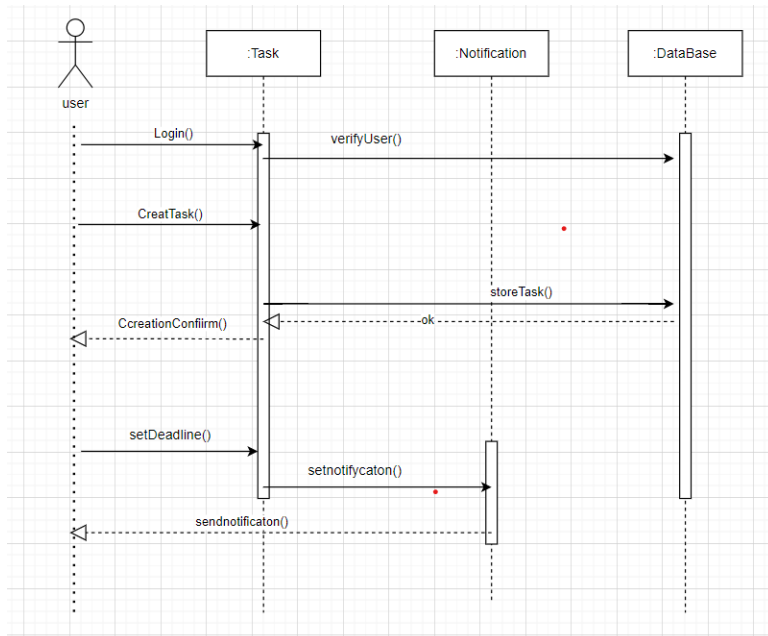 :Task
:Notification
:DataBase
user
Login()
verifyUser()
CreatTask()
storeTask()
ok
CcreationConfiirm()
setDeadline()
setnotifycaton()
sendnotificaton()